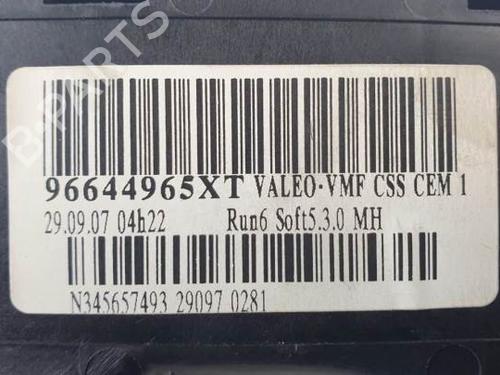 B-PARTS
96644965XT VALEO·VMF CSS CEM 1
29.09.07 04h22 Run6 Soft5.3.0 MH
N345657493 29097 0281